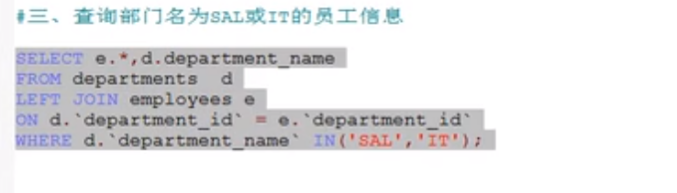 #三、查询部门名为SAL或IT的员工信息
SELECT e.*,d.department_name
FROM departments  d
LEFT JOIN employees e
ON d.`department_id` = e.`department_id`
WHERE d.`department_name` IN('SAL','IT');